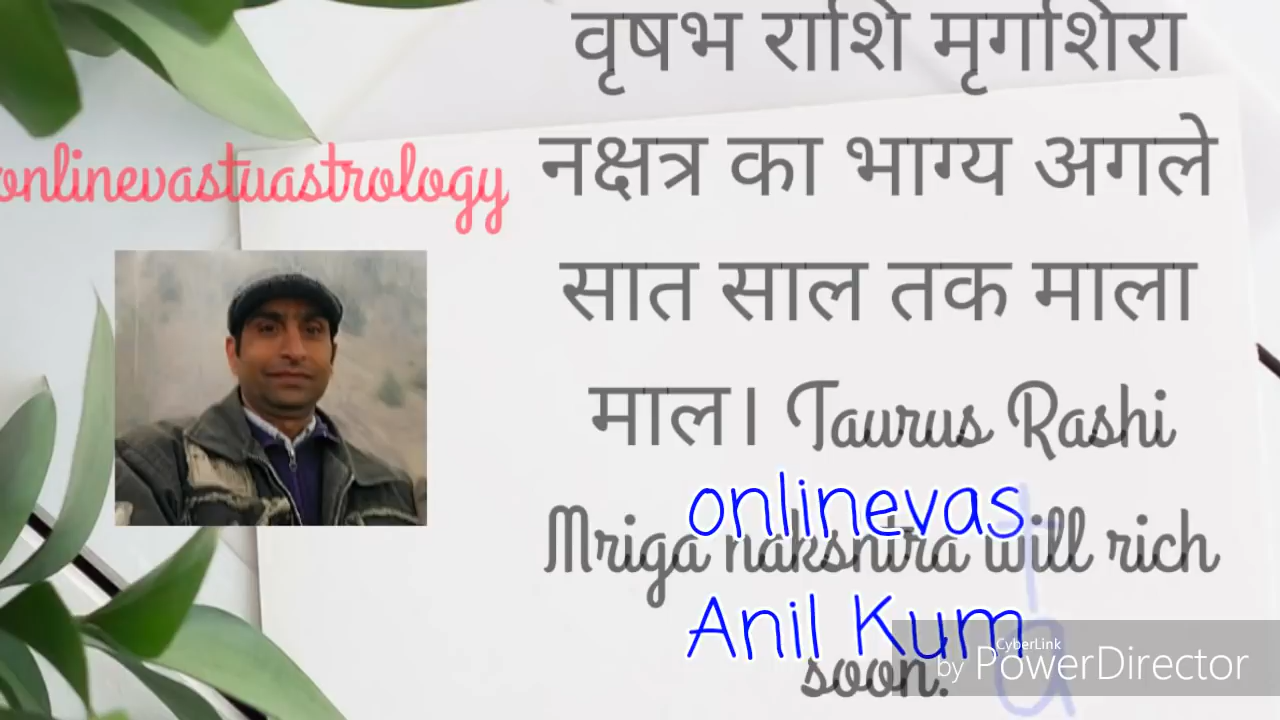 वृषभ राशि मृगशिरा
नक्षत्र का भाग्य अगले
सात साल तक माला
माल। Taurus Rashi
Mriga nakshtra will rich
soon.
onlinevastuastrology
onlinevas
Anil Kum
CyberLink
by PowerDirector